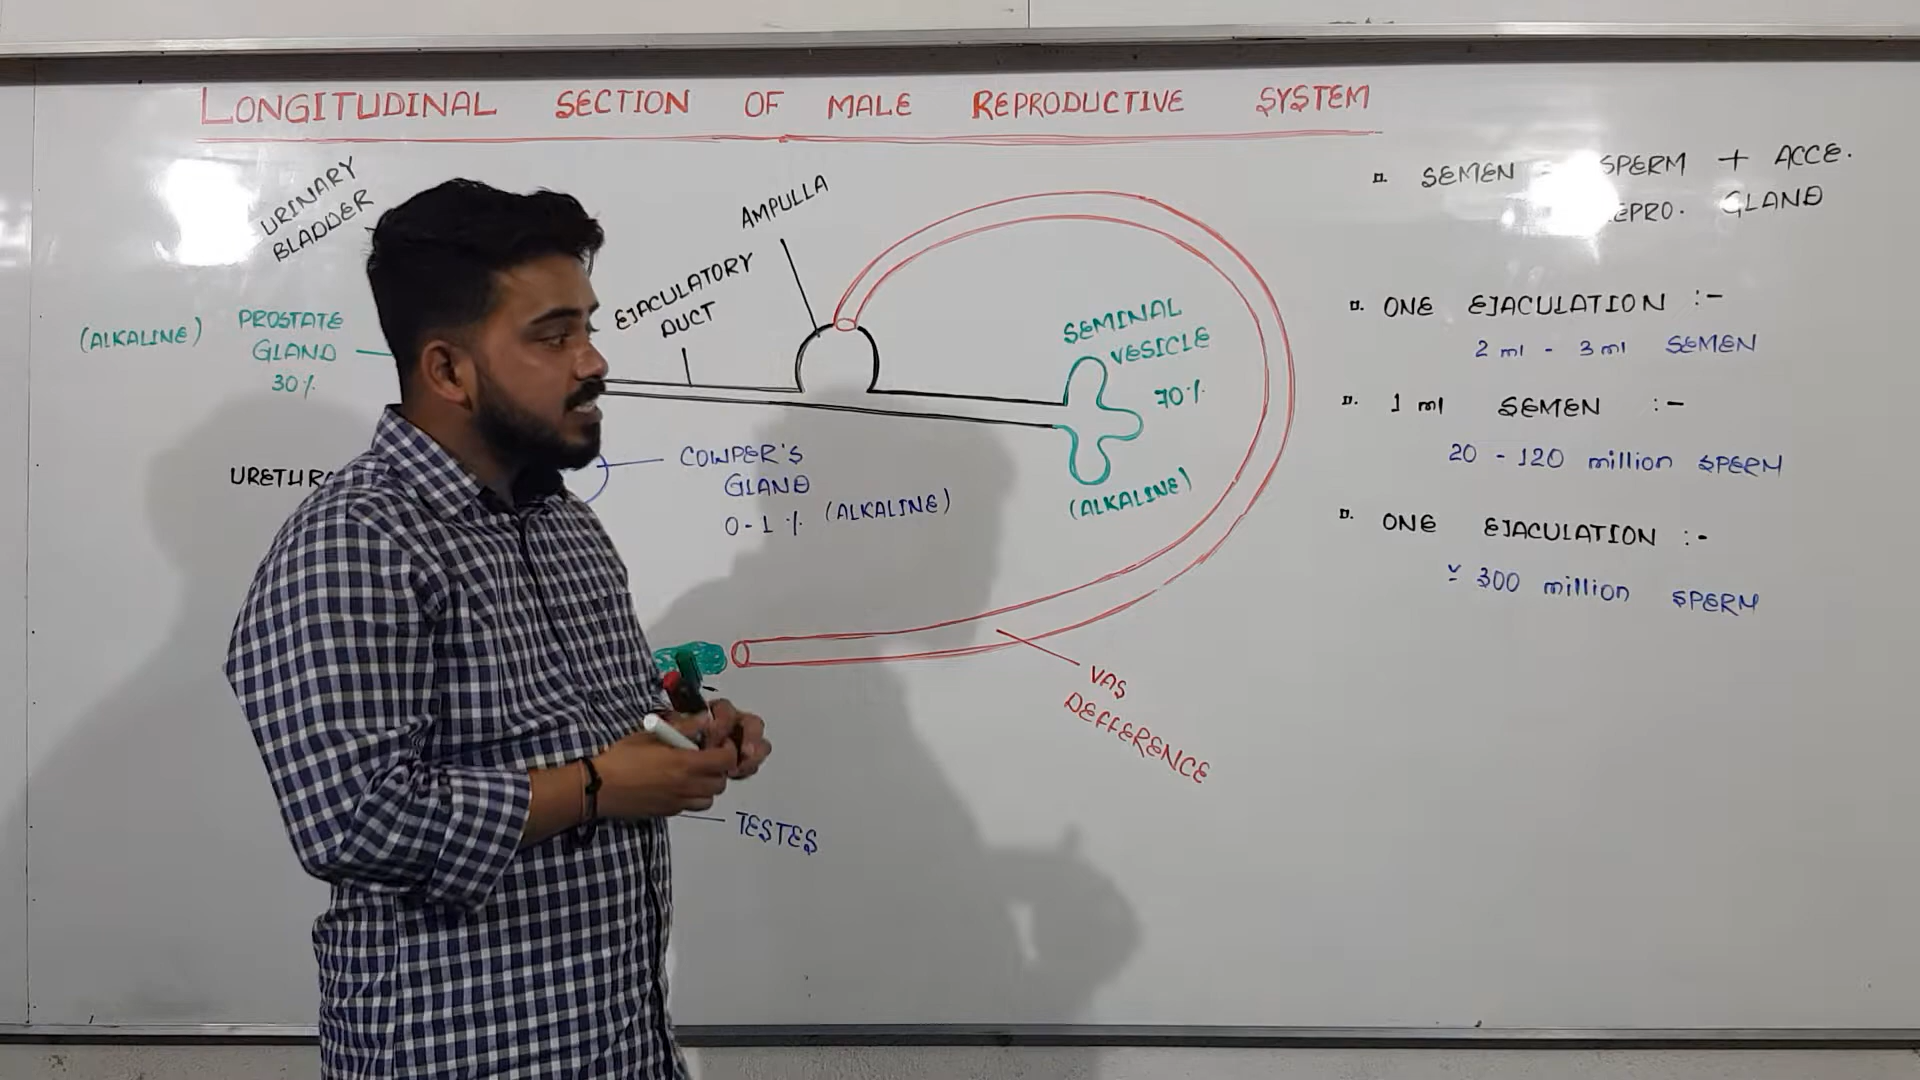 LONGITUDINAL SECTION OF MALE REPRODUCTIVE SYSTEM
URINARY
BLADDER
(ALKALINE)
PROSTATE
GLAND
30%
URETHRA
EJACULATORY
DUCT
AMPULLA
COWPER'S
GLAND
0-1% (ALKALINE)
SEMINAL
VESICLE
70%
(ALKALINE)
VAS
DEFFERENCE
TESTES
SEMEN = SPERM + ACCE.
GLAND
ONE EJACULATION :-
2 ml - 3 ml SEMEN
1 ml SEMEN :-
20 - 120 million SPERM
ONE EJACULATION :-
300 million SPERM